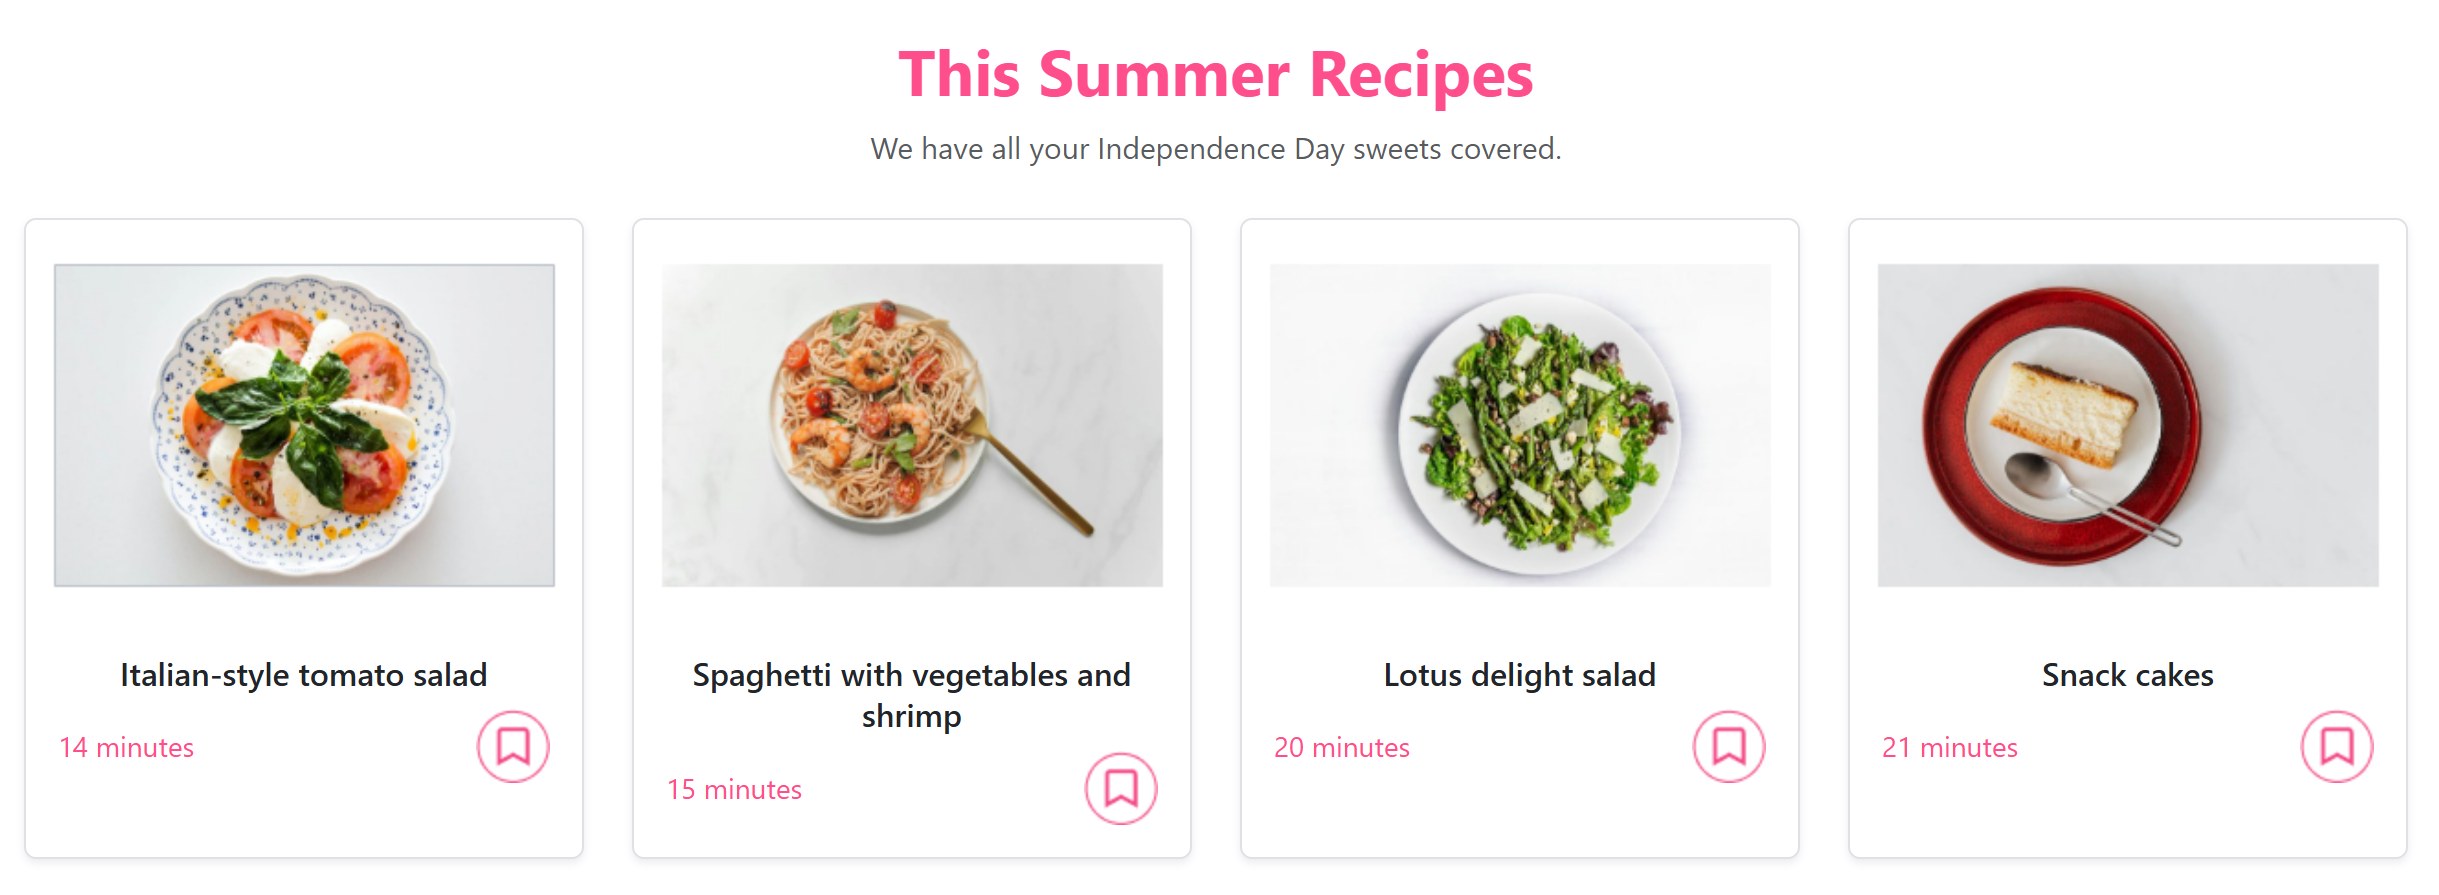 This Summer Recipes
We have all your Independence Day sweets covered.
Italian-style tomato salad
14 minutes
Spaghetti with vegetables and
shrimp
15 minutes
Lotus delight salad
20 minutes
Snack cakes
21 minutes